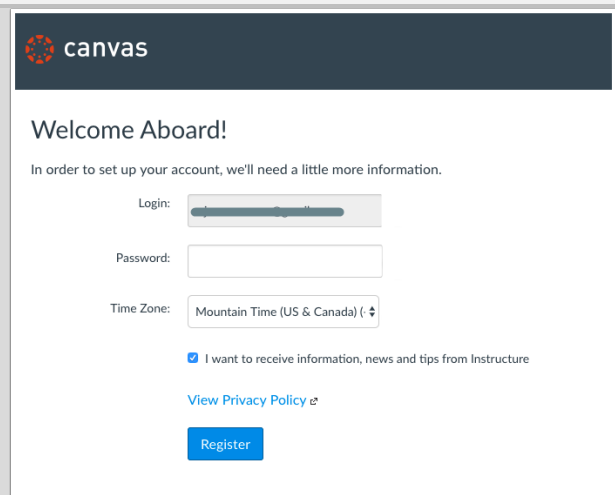 canvas
Welcome Aboard!
In order to set up your account, we'll need a little more information.
Login:
Password:
Time Zone: Mountain Time (US & Canada) (-
I want to receive information, news and tips from Instructure
View Privacy Policy
Register